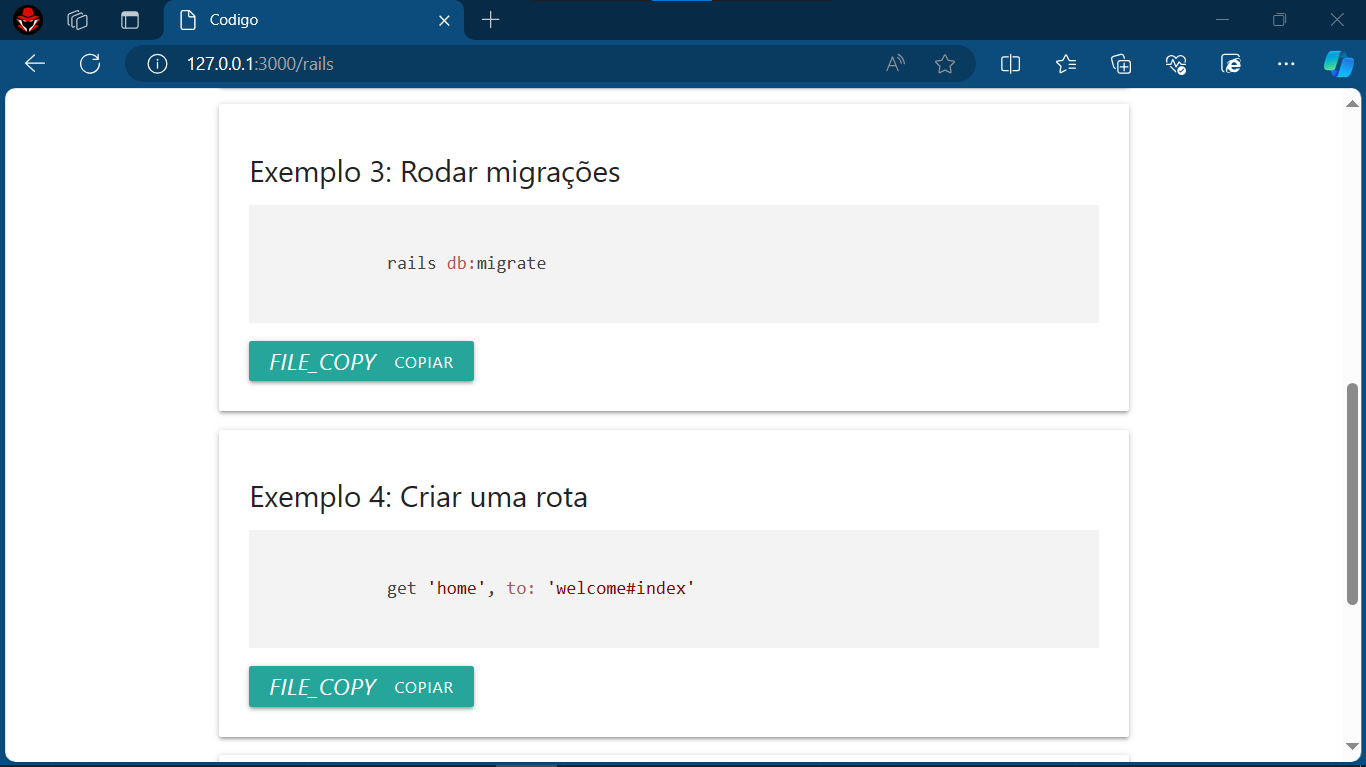 Codigo
127.0.0.1:3000/rails
Exemplo 3: Rodar migrações
rails db:migrate
FILE_COPY COPIAR
Exemplo 4: Criar uma rota
get 'home', to: 'welcome#index'
FILE_COPY COPIAR